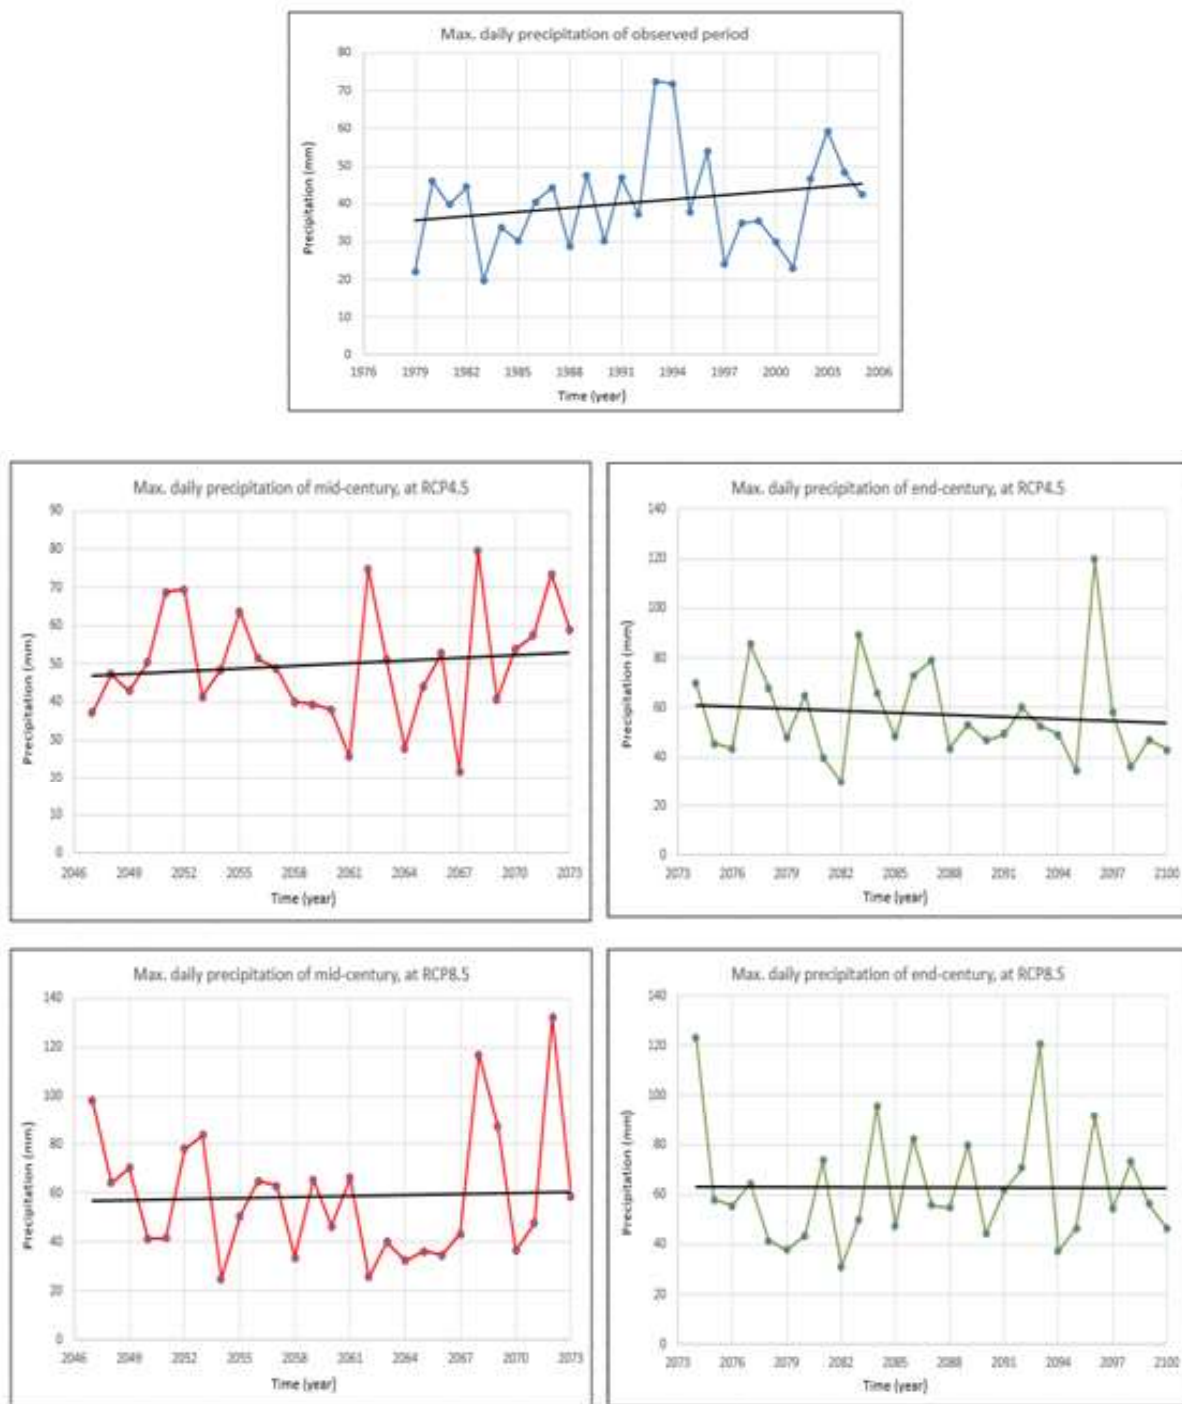 Max. daily precipitation of observed period
80
70
60
50
40
30
20
10
0
Precipitation (mm)
1976 1979 1982 1985 1988 1991 1994 1997 2000 2003 2006
Time (year)
Max. daily precipitation of mid-century, at RCP4.5
90
80
70
60
50
40
30
20
10
0
Precipitation (mm)
2046 2049 2052 2055 2058 2061 2064 2067 2070 2073
Time (year)
Max. daily precipitation of end-century, at RCP4.5
140
120
100
80
60
40
20
0
Precipitation (mm)
2073 2076 2079 2082 2085 2088 2091 2094 2097 2100
Time (year)
Max. daily precipitation of mid-century, at RCP8.5
140
120
100
80
60
40
20
0
Precipitation (mm)
2046 2049 2052 2055 2058 2061 2064 2067 2070 2073
Time (year)
Max. daily precipitation of end-century, at RCP8.5
140
120
100
80
60
40
20
0
Precipitation (mm)
2073 2076 2079 2082 2085 2088 2091 2094 2097 2100
Time (year)